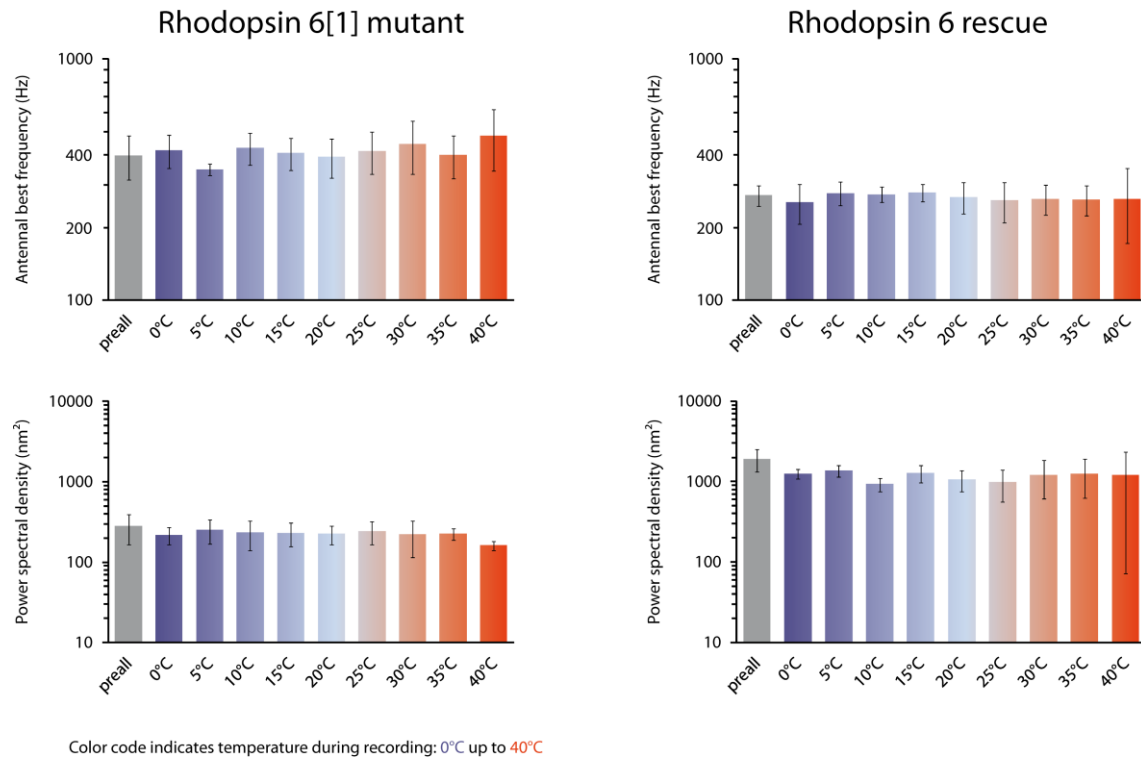 Rhodopsin 6[1] mutant
Antennal best frequency (Hz)
1000
400
200
100
preall 0°C 5°C 10°C 15°C 20°C 25°C 30°C 35°C 40°C
Rhodopsin 6 rescue
Antennal best frequency (Hz)
1000
400
200
100
preall 0°C 5°C 10°C 15°C 20°C 25°C 30°C 35°C 40°C
Power spectral density (nm²)
10000
1000
100
10
preall 0°C 5°C 10°C 15°C 20°C 25°C 30°C 35°C 40°C
Power spectral density (nm²)
10000
1000
100
10
preall 0°C 5°C 10°C 15°C 20°C 25°C 30°C 35°C 40°C
Color code indicates temperature during recording: 0°C up to 40°C